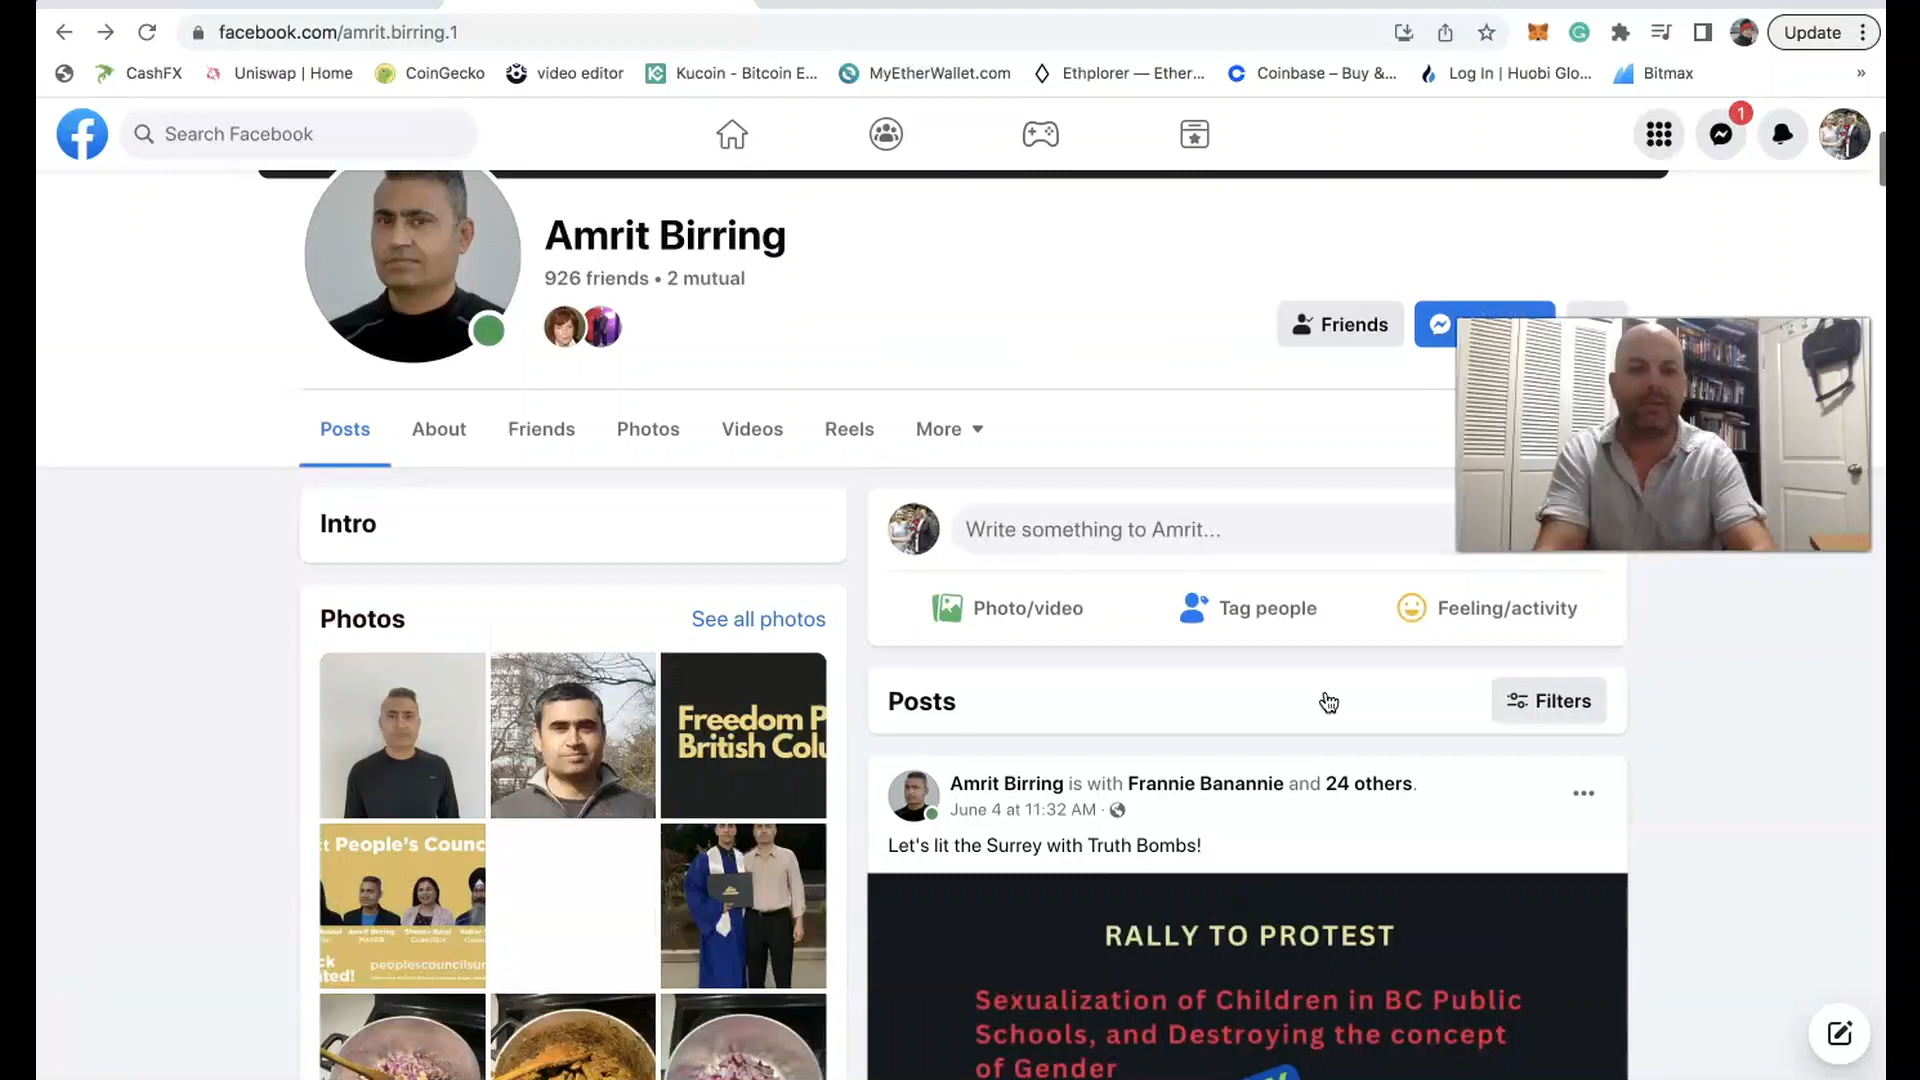 facebook.com/amrit.birring.1
Update
CashFX
Uniswap | Home
CoinGecko
video editor
Kucoin - Bitcoin E...
MyEtherWallet.com
Ethplorer — Ether...
Coinbase – Buy &...
Log In | Huobi Glo...
Bitmax
»
Search Facebook
1
Amrit Birring
926 friends • 2 mutual
Friends
Posts
About
Friends
Photos
Videos
Reels
More
Intro
Write something to Amrit...
Photo/video
Tag people
Feeling/activity
Photos
See all photos
Posts
Filters
Freedom P
British Colu
Amrit Birring is with Frannie Banannie and 24 others.
June 4 at 11:32 AM ·
Let's lit the Surrey with Truth Bombs!
t People's Counc
Amrit Birring
MAYOR
ck
ted!
peoplescouncilsur
RALLY TO PROTEST
Sexualization of Children in BC Public
Schools, and Destroying the concept
of Gender